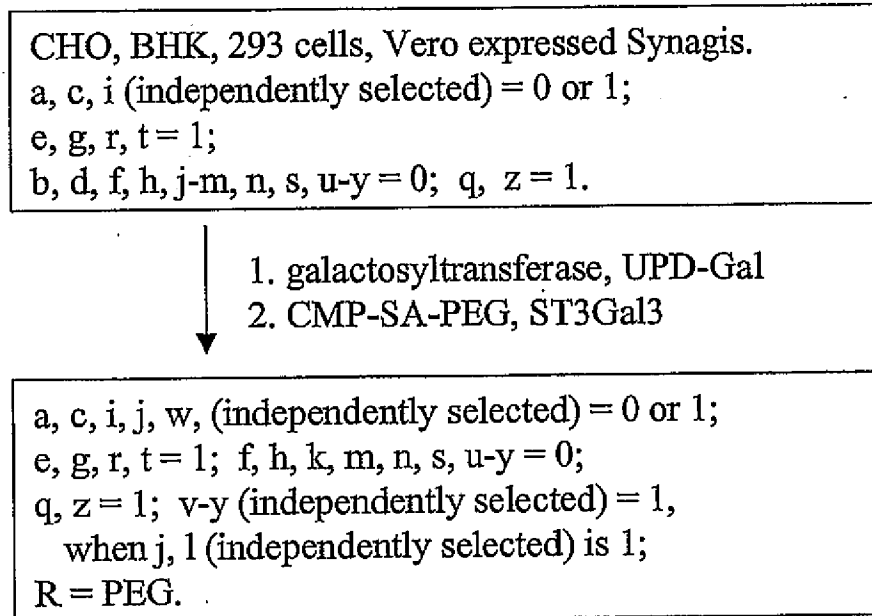 CHO, BHK, 293 cells, Vero expressed Synagis.
a, c, i (independently selected) = 0 or 1;
e, g, r, t = 1;
b, d, f, h, j-m, n, s, u-y = 0; q, z = 1.
1. galactosyltransferase, UPD-Gal
2. CMP-SA-PEG, ST3Gal3
a, c, i, j, w, (independently selected) = 0 or 1;
e, g, r, t = 1; f, h, k, m, n, s, u-y = 0;
q, z = 1; v-y (independently selected) = 1,
when j, l (independently selected) is 1;
R = PEG.